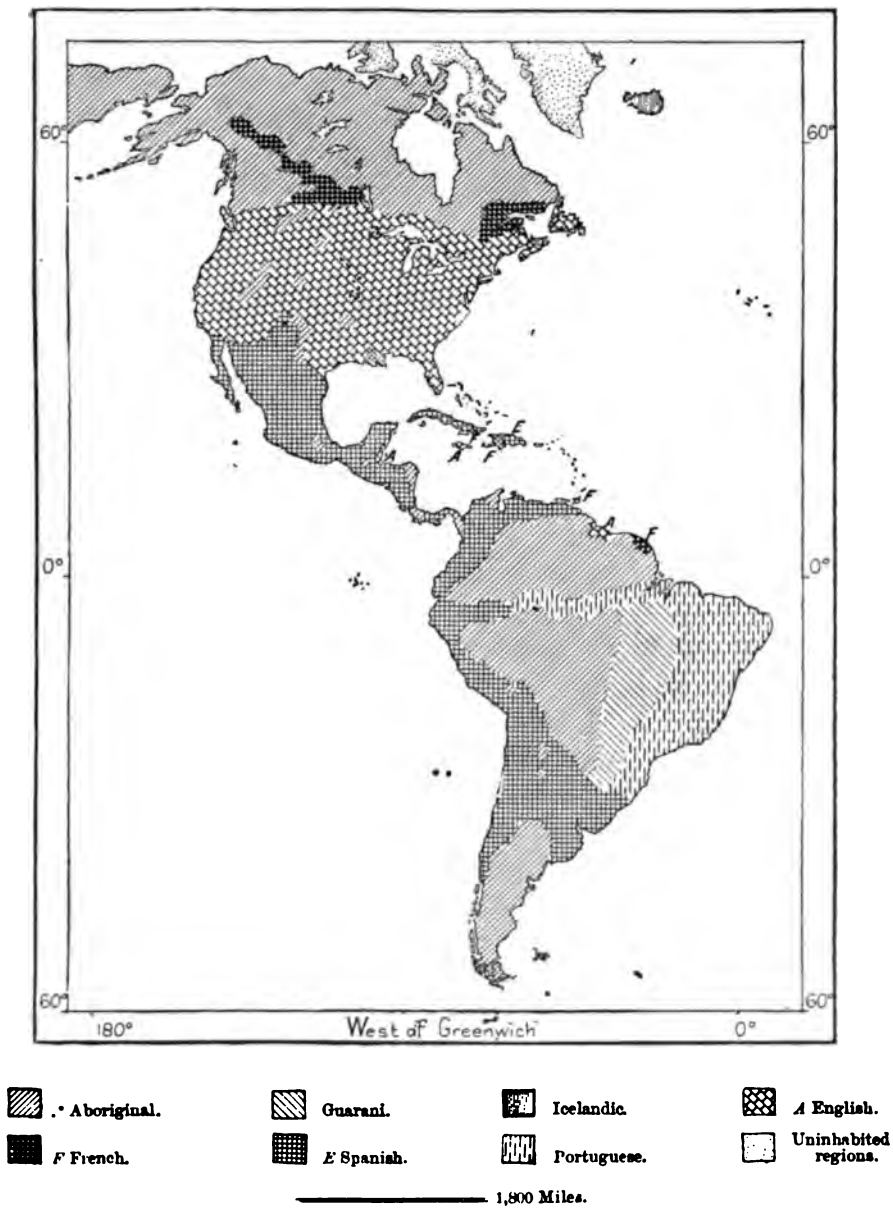 60°
60°
A
E
A
F
F
A
F
0°
0°
60°
60°
180°
West of Greenwich
0°
.· Aboriginal.
Guarani.
Icelandic.
A English.
F French.
E Spanish.
Portuguese.
Uninhabited
regions.
1,800 Miles.